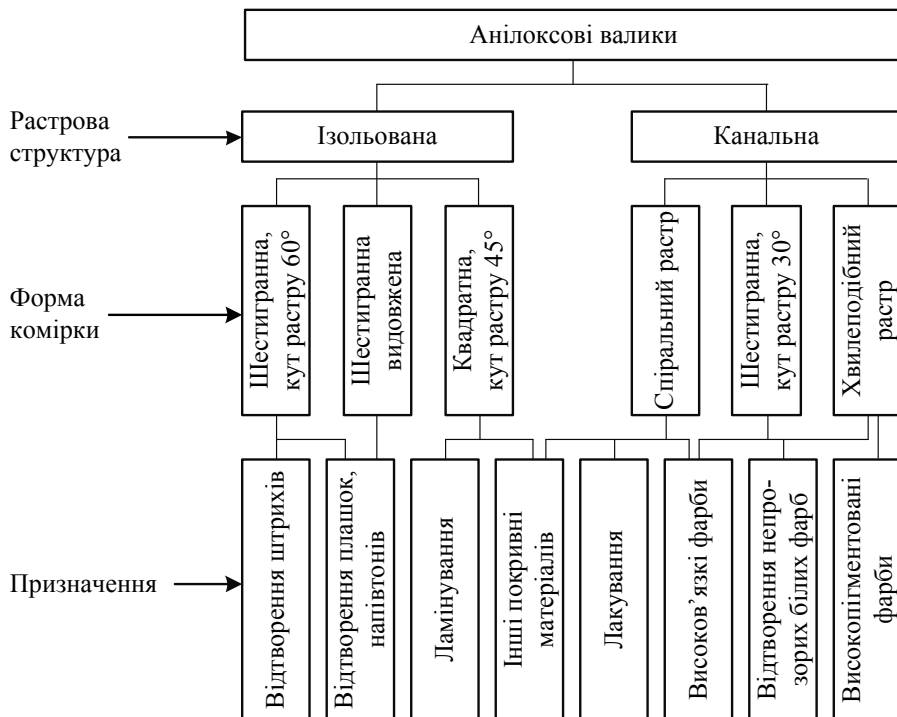 Анілоксові валики
Растрова
структура
Ізольована
Канальна
Форма
комірки
Шестигранна,
кут растру 60°
Шестигранна
видовжена
Квадратна,
кут растру 45°
Спіральний растр
Шестигранна,
кут растру 30°
Хвилеподібний
растр
Призначення
Відтворення штрихів
Відтворення плашок,
напівтонів
Ламінування
Інші покривні
матеріалів
Лакування
Високов’язкі фарби
Відтворення непро-
зорих білих фарб
Високопігментовані
фарби